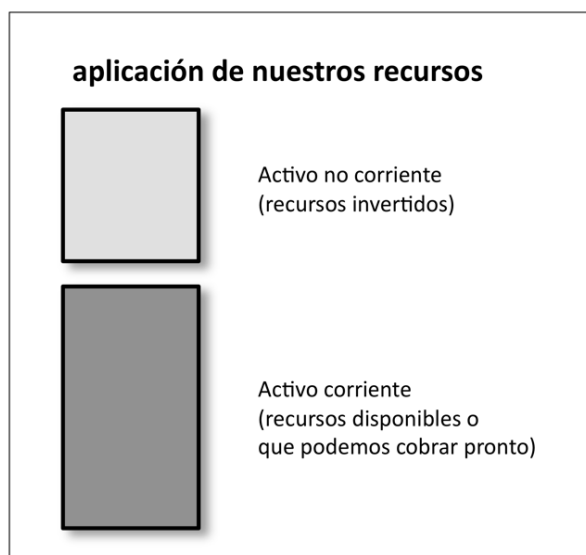 aplicación de nuestros recursos
Activo no corriente
(recursos invertidos)
Activo corriente
(recursos disponibles o
que podemos cobrar pronto)